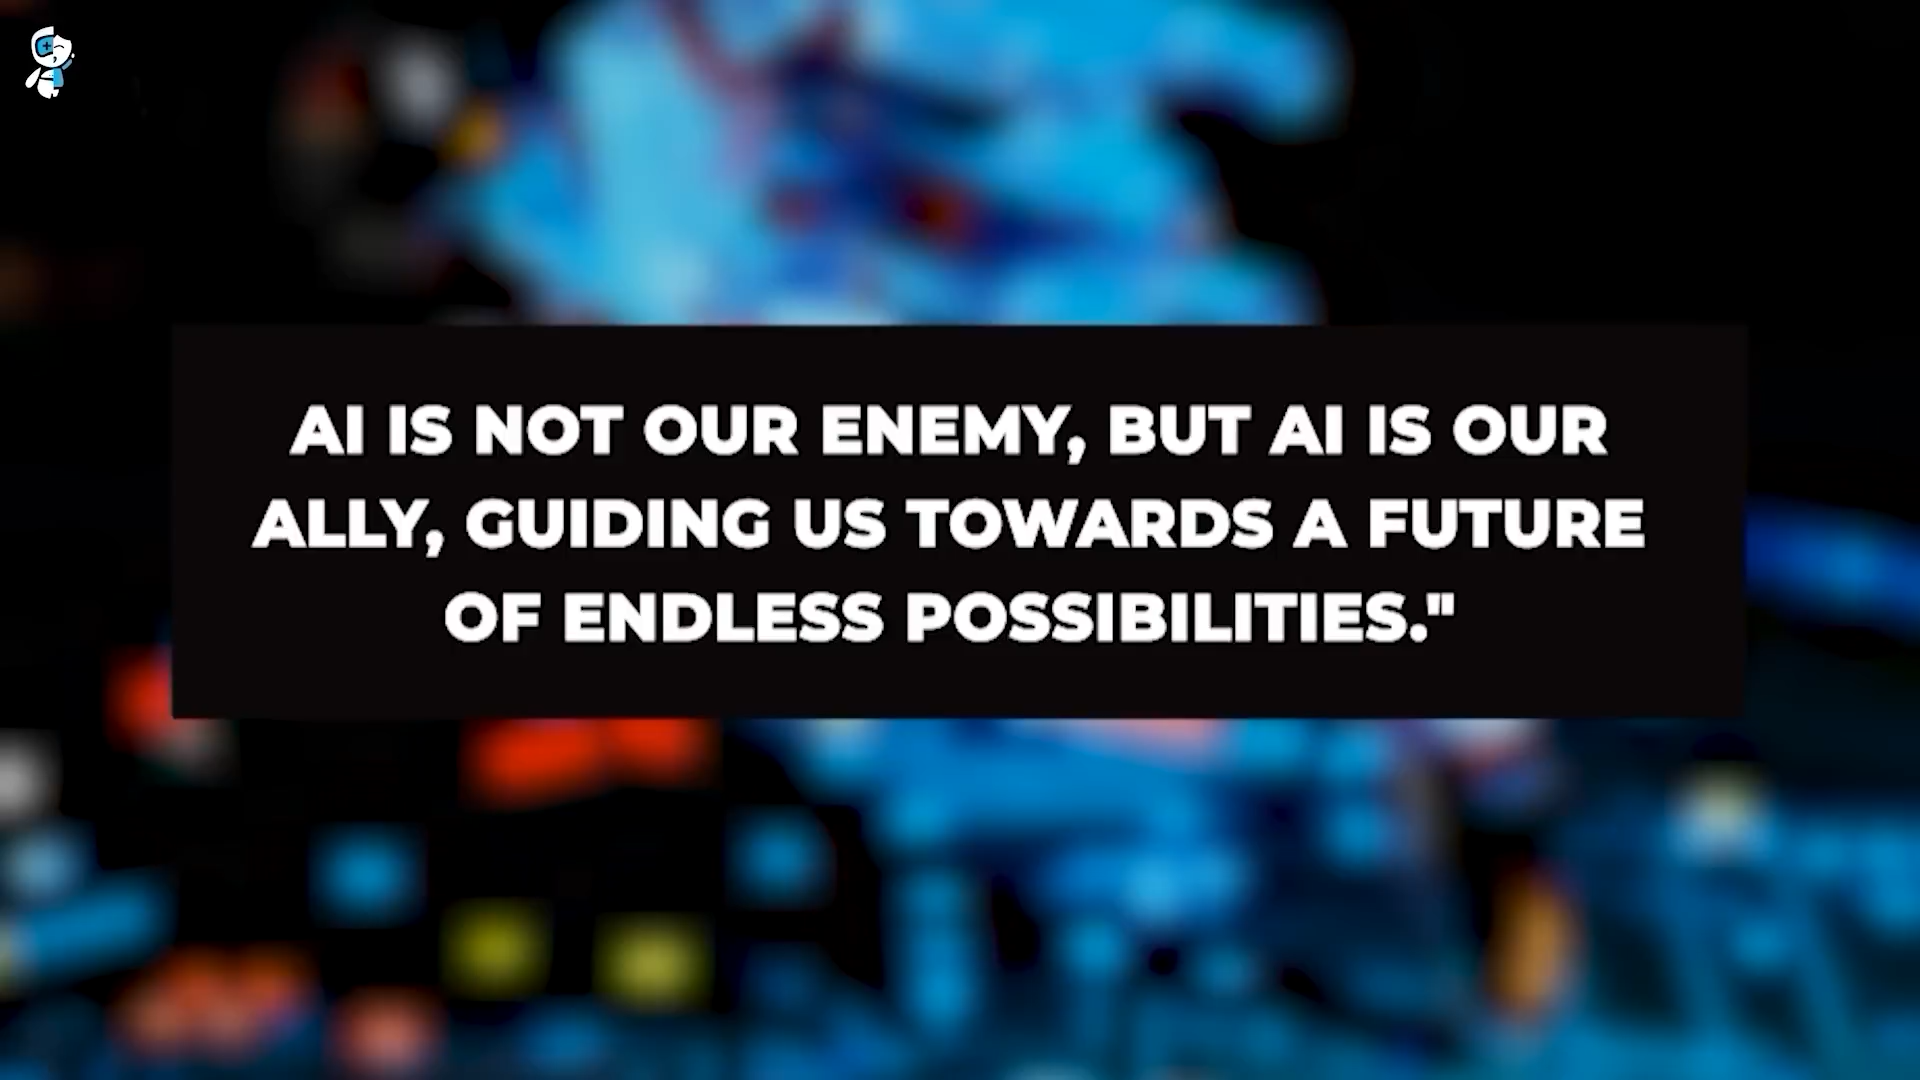 AI IS NOT OUR ENEMY, BUT AI IS OUR
ALLY, GUIDING US TOWARDS A FUTURE
OF ENDLESS POSSIBILITIES."